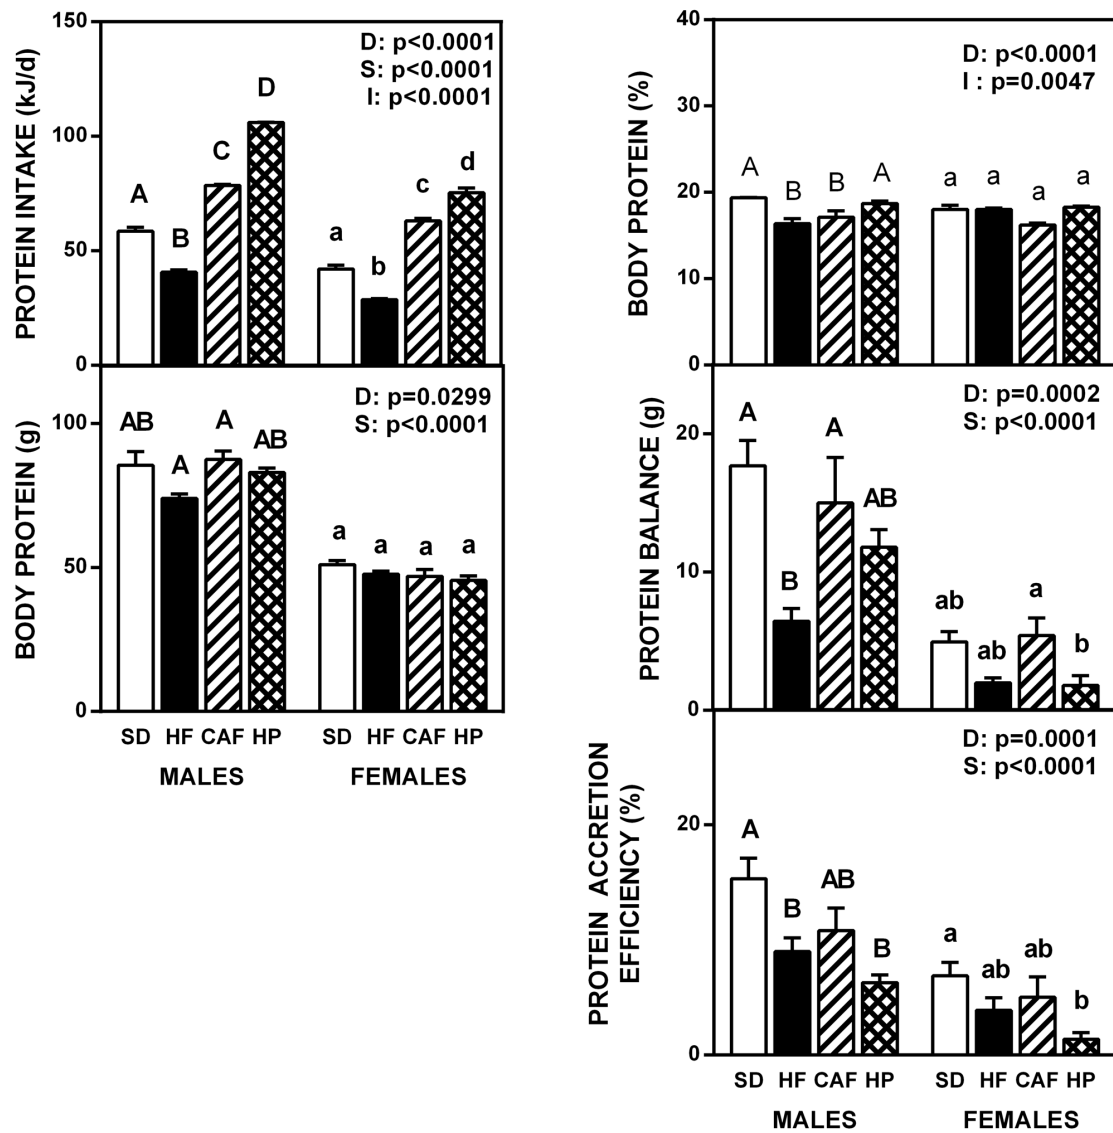 PROTEIN INTAKE (kJ/d)
150
100
50
0
D: p<0.0001
S: p<0.0001
I: p<0.0001
A
B
C
D
a
b
c
d
BODY PROTEIN (g)
100
50
0
D: p=0.0299
S: p<0.0001
AB
A
A
AB
a
a
a
a
SD HF CAF HP SD HF CAF HP
MALES FEMALES
BODY PROTEIN (%)
40
30
20
10
0
D: p<0.0001
I : p=0.0047
A
B
B
A
a
a
a
a
PROTEIN BALANCE (g)
20
10
0
D: p=0.0002
S: p<0.0001
A
B
A
AB
ab
ab
a
b
PROTEIN ACCRETION
EFFICIENCY (%)
20
0
D: p=0.0001
S: p<0.0001
A
B
AB
B
a
ab
ab
b
SD HF CAF HP SD HF CAF HP
MALES FEMALES